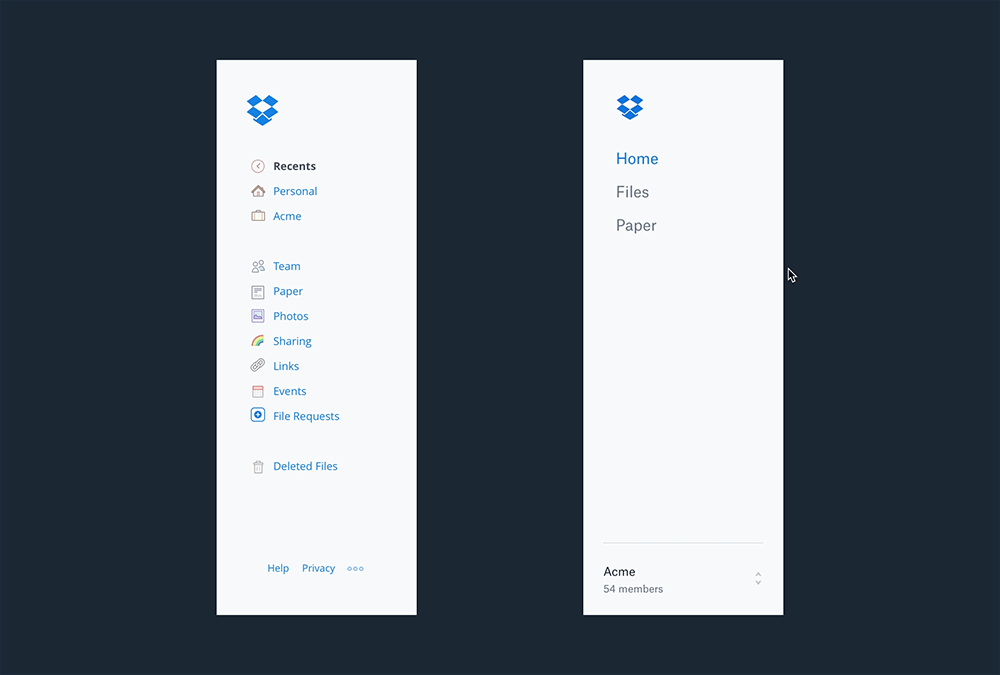 Recents
Personal
Acme
Team
Paper
Photos
Sharing
Links
Events
File Requests
Deleted Files
Help Privacy
Home
Files
Paper
Acme
54 members